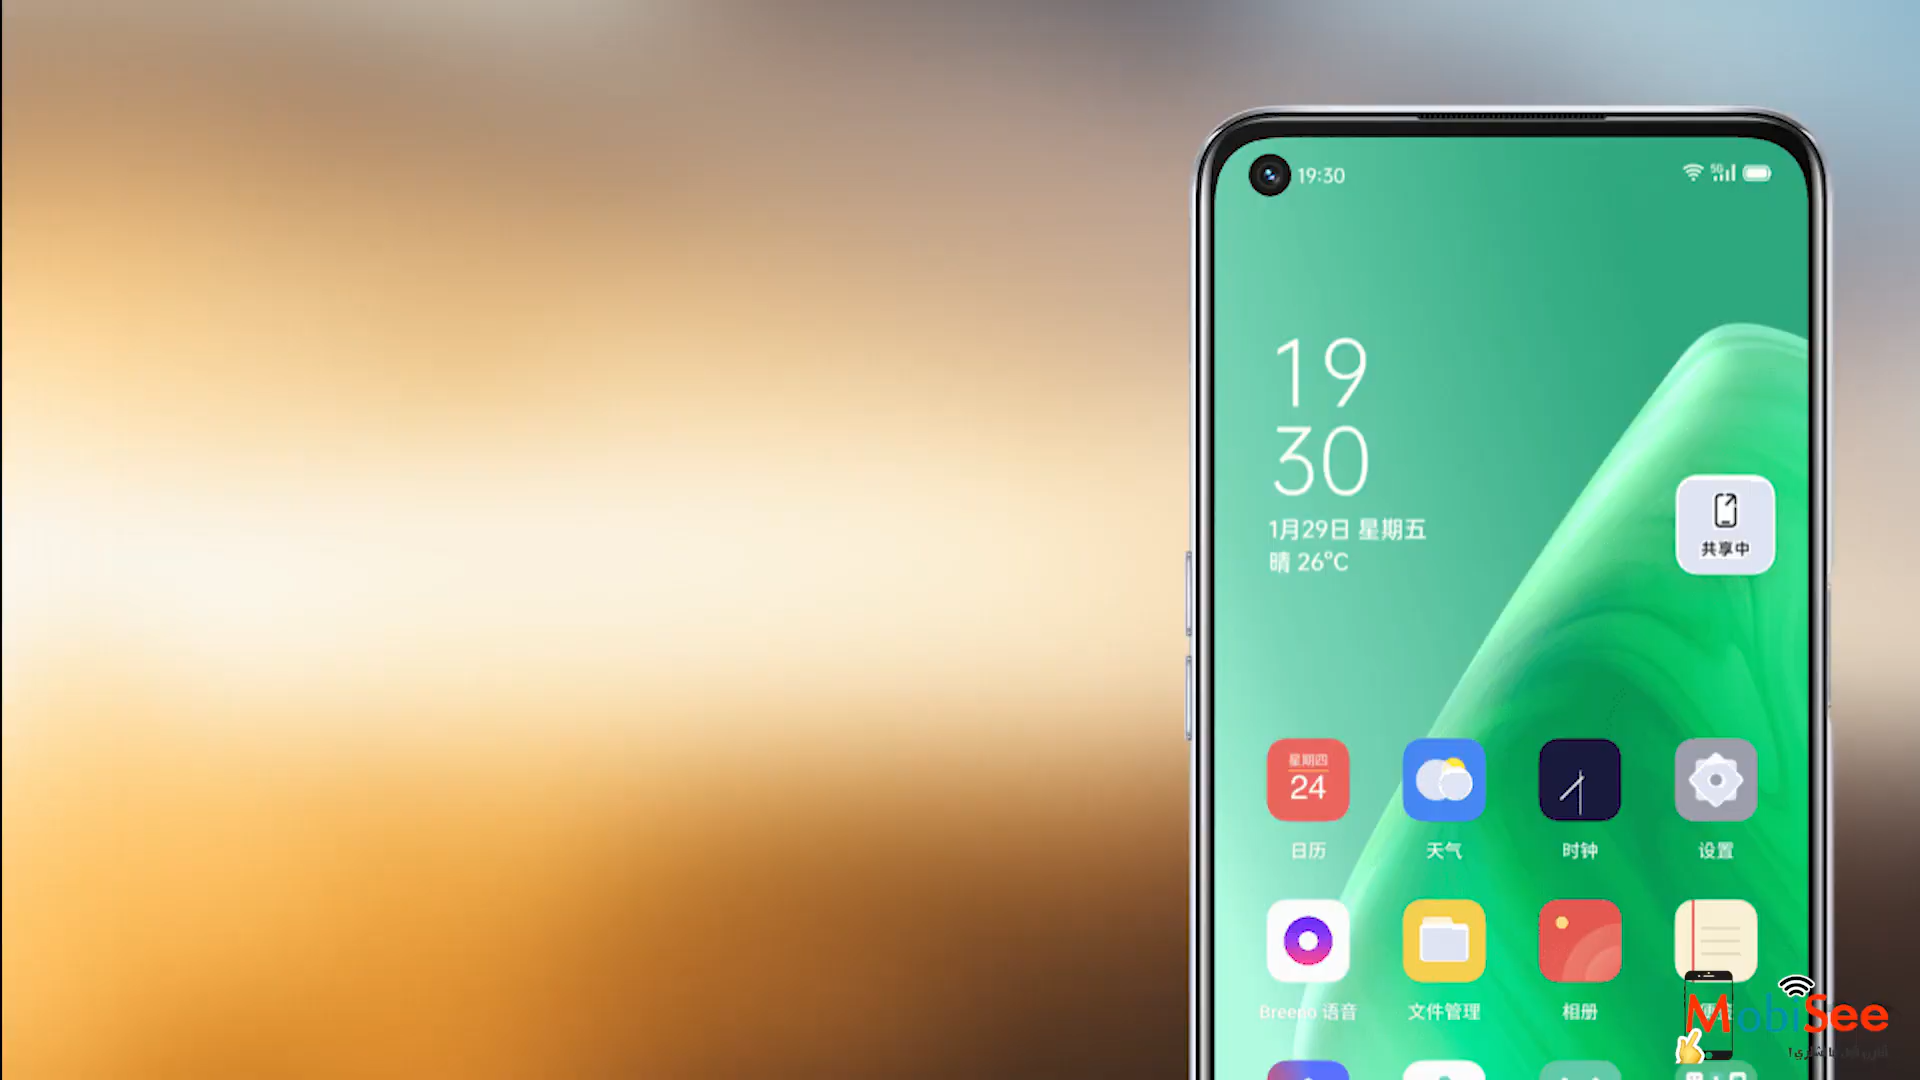 19:30
5G
19
30
1月29日 星期五
晴 26°C
共享中
星期四
24
日历
天气
时钟
设置
Breeno 语音
文件管理
相册
MobiSee